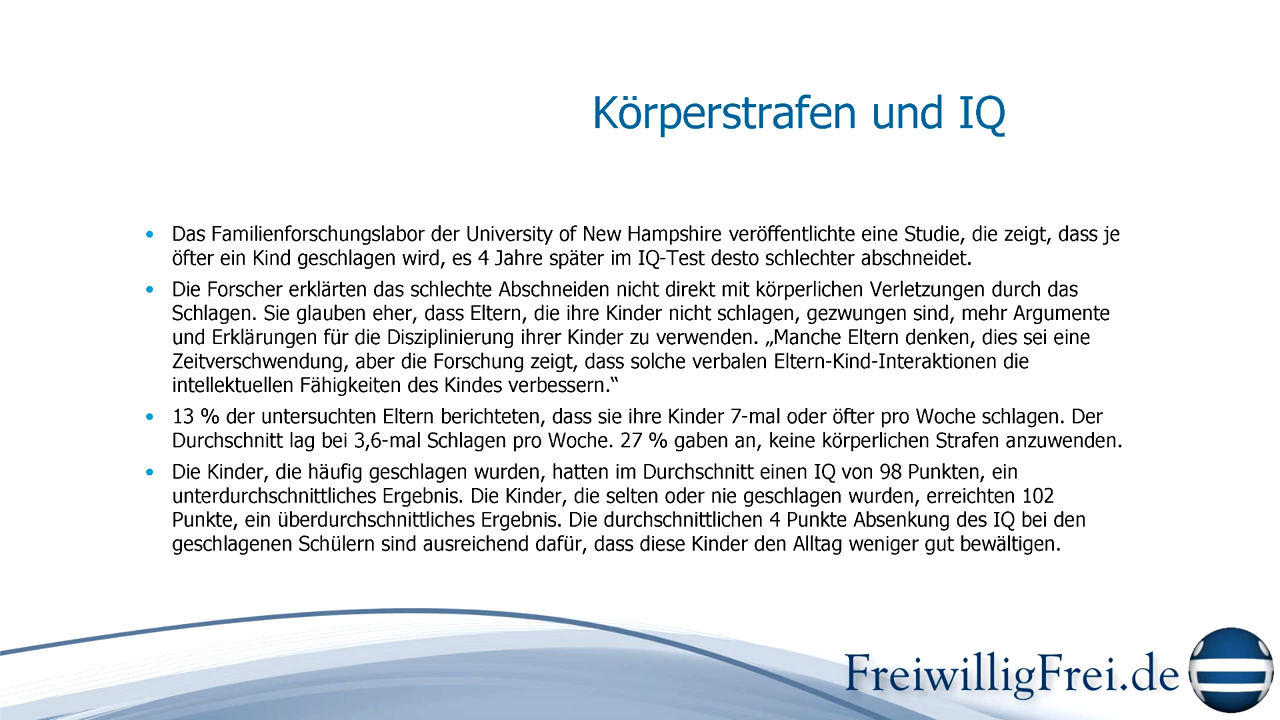 Körperstrafen und IQ
• Das Familienforschungslabor der University of New Hampshire veröffentlichte eine Studie, die zeigt, dass je
öfter ein Kind geschlagen wird, es 4 Jahre später im IQ-Test desto schlechter abschneidet.
• Die Forscher erklärten das schlechte Abschneiden nicht direkt mit körperlichen Verletzungen durch das
Schlagen. Sie glauben eher, dass Eltern, die ihre Kinder nicht schlagen, gezwungen sind, mehr Argumente
und Erklärungen für die Disziplinierung ihrer Kinder zu verwenden. „Manche Eltern denken, dies sei eine
Zeitverschwendung, aber die Forschung zeigt, dass solche verbalen Eltern-Kind-Interaktionen die
intellektuellen Fähigkeiten des Kindes verbessern.“
• 13 % der untersuchten Eltern berichteten, dass sie ihre Kinder 7-mal oder öfter pro Woche schlagen. Der
Durchschnitt lag bei 3,6-mal Schlagen pro Woche. 27 % gaben an, keine körperlichen Strafen anzuwenden.
• Die Kinder, die häufig geschlagen wurden, hatten im Durchschnitt einen IQ von 98 Punkten, ein
unterdurchschnittliches Ergebnis. Die Kinder, die selten oder nie geschlagen wurden, erreichten 102
Punkte, ein überdurchschnittliches Ergebnis. Die durchschnittlichen 4 Punkte Absenkung des IQ bei den
geschlagenen Schülern sind ausreichend dafür, dass diese Kinder den Alltag weniger gut bewältigen.
FreiwilligFrei.de